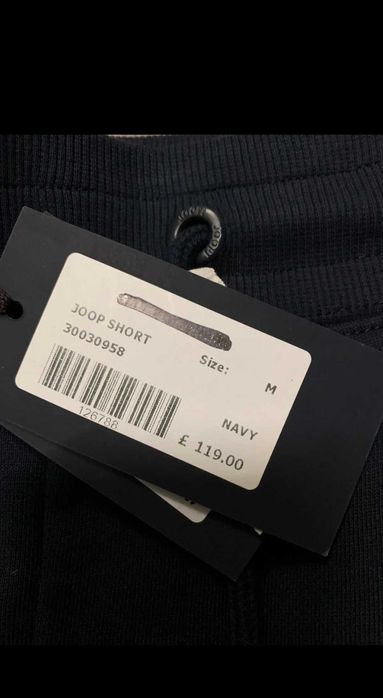 JOOP SHORT
30030958
Size: M
126786
NAVY
£ 119.00